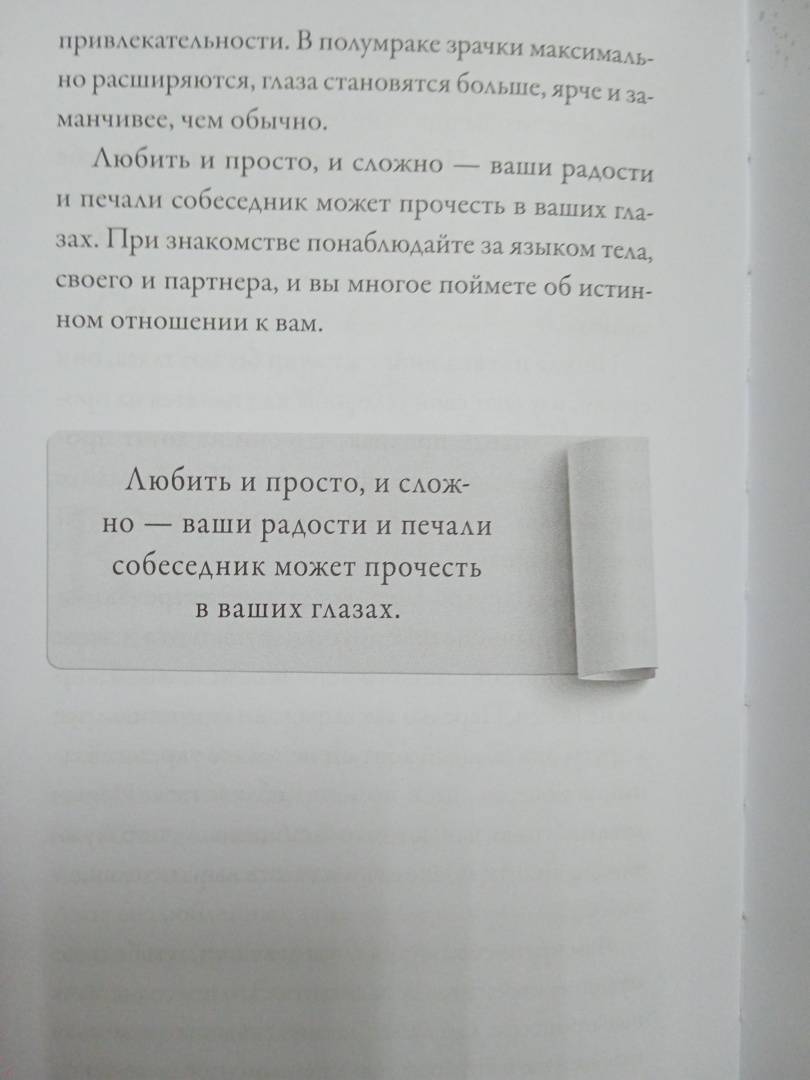 привлекательности. В полумраке зрачки максималь-
но расширяются, глаза становятся больше, ярче и за-
манчивее, чем обычно.
Любить и просто, и сложно — ваши радости
и печали собеседник может прочесть в ваших гла-
зах. При знакомстве понаблюдайте за языком тела,
своего и партнера, и вы многое поймете об истин-
ном отношении к вам.
Любить и просто, и слож-
но — ваши радости и печали
собеседник может прочесть
в ваших глазах.